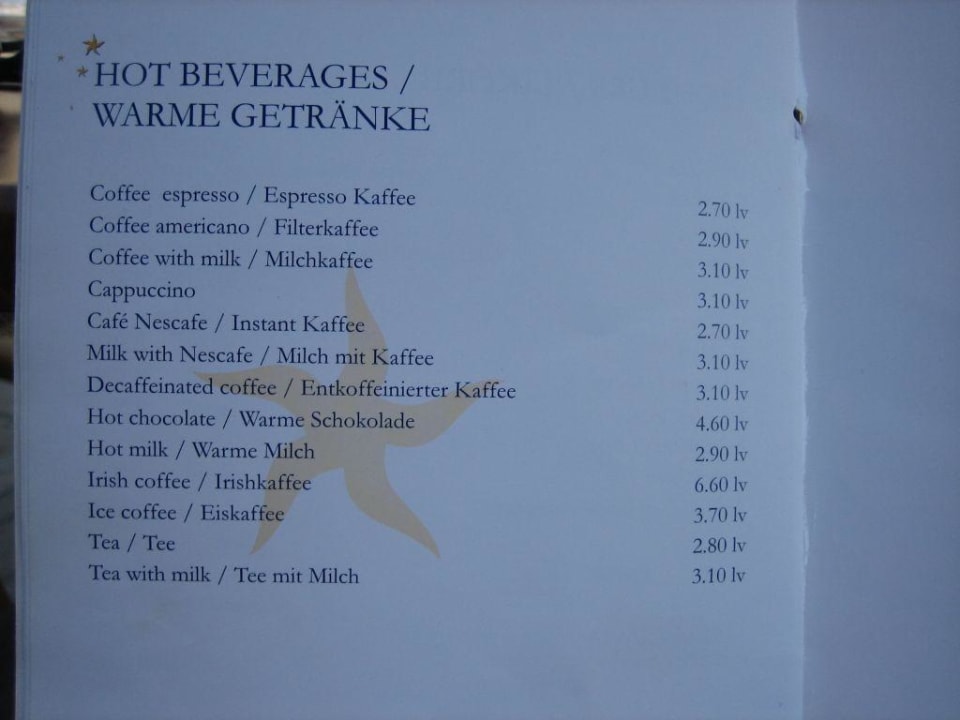 HOT BEVERAGES /
WARME GETRÄNKE
Coffee espresso / Espresso Kaffee 2.70 lv
Coffee americano / Filterkaffee 2.90 lv
Coffee with milk / Milchkaffee 3.10 lv
Cappuccino 3.10 lv
Café Nescafe / Instant Kaffee 2.70 lv
Milk with Nescafe / Milch mit Kaffee 3.10 lv
Decaffeinated coffee / Entkoffeinierter Kaffee 3.10 lv
Hot chocolate / Warme Schokolade 4.60 lv
Hot milk / Warme Milch 2.90 lv
Irish coffee / Irishkaffee 6.60 lv
Ice coffee / Eiskaffee 3.70 lv
Tea / Tee 2.80 lv
Tea with milk / Tee mit Milch 3.10 lv